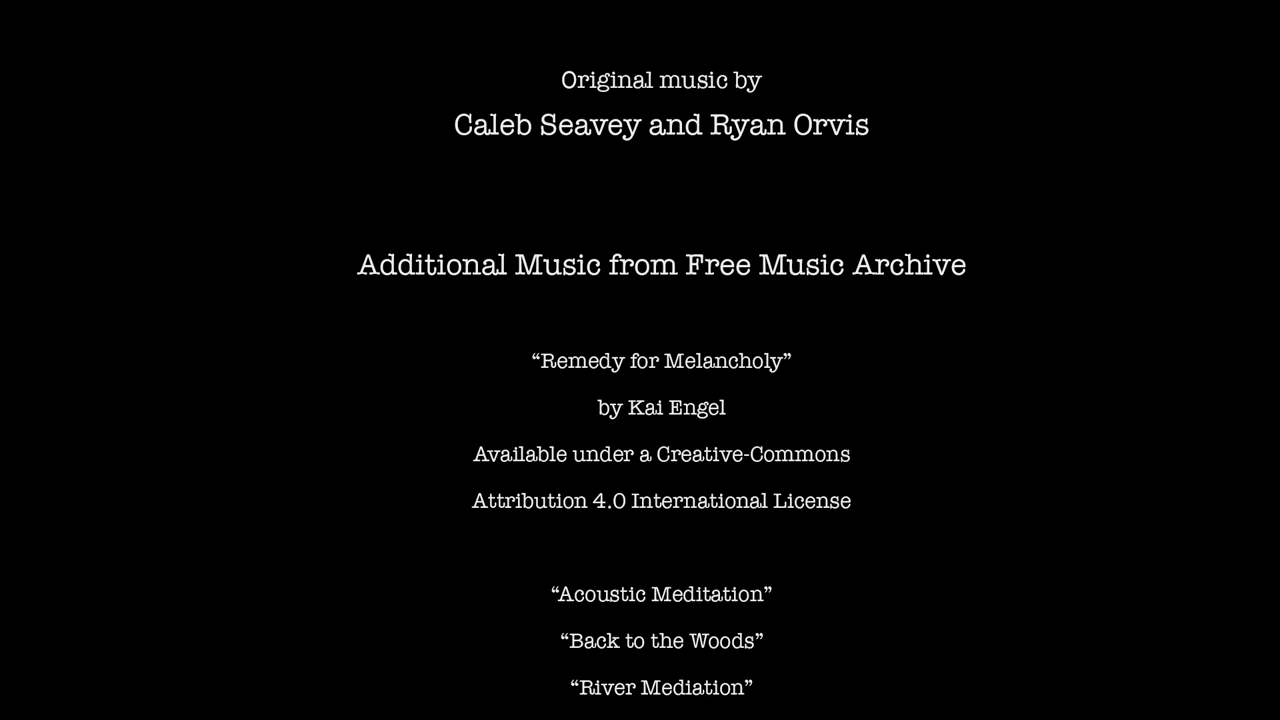 Original music by
Caleb Seavey and Ryan Orvis
Additional Music from Free Music Archive
“Remedy for Melancholy”
by Kai Engel
Available under a Creative-Commons
Attribution 4.0 International License
“Acoustic Meditation”
“Back to the Woods”
“River Mediation”